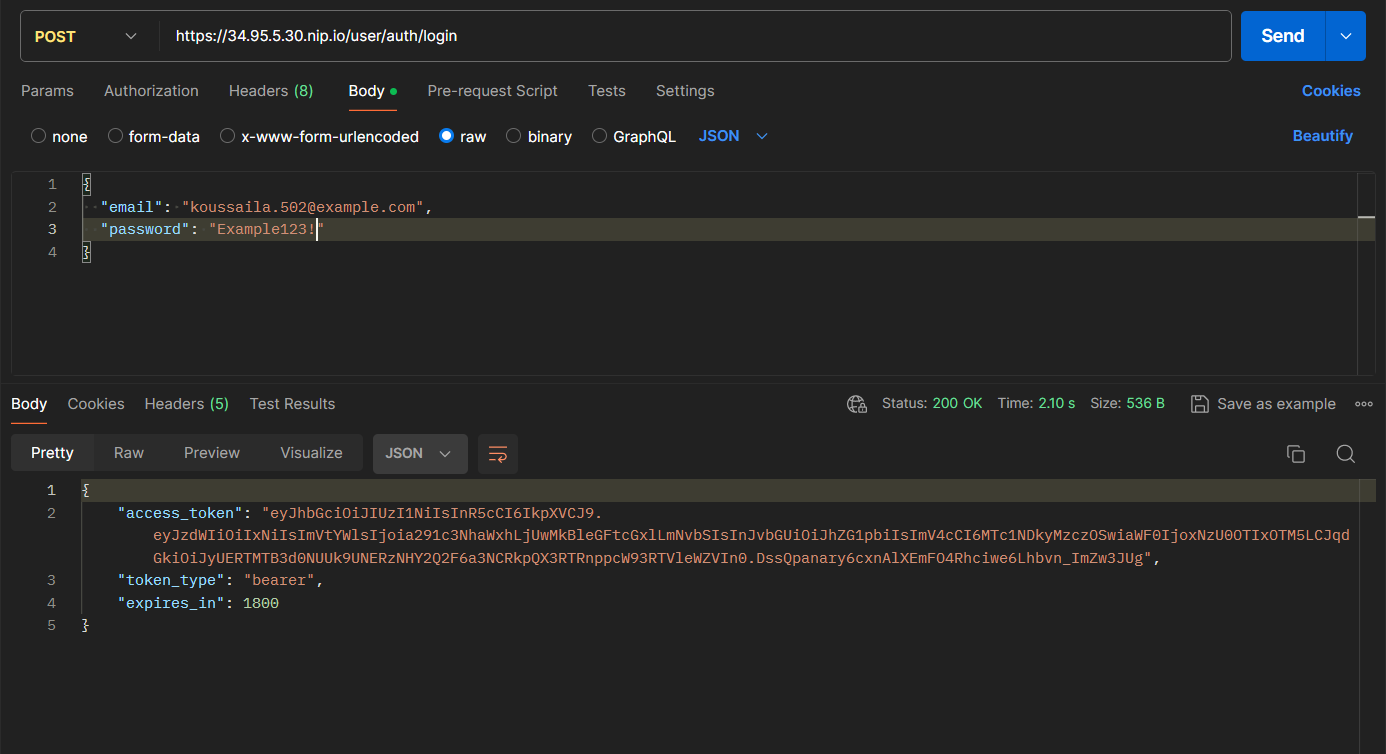 POST https://34.95.5.30.nip.io/user/auth/login Send
Params Authorization Headers (8) Body Pre-request Script Tests Settings Cookies
none form-data x-www-form-urlencoded raw binary GraphQL JSON Beautify
1 {
2 "email": "koussaila.502@example.com",
3 "password": "Example123!"
4 }
Body Cookies Headers (5) Test Results Status: 200 OK Time: 2.10 s Size: 536 B Save as example
Pretty Raw Preview Visualize JSON
1 {
2 "access_token": "eyJhbGciOiJIUzI1NiIsInR5cCI6IkpXVCJ9.
eyJzdWIiOiIxNiIsImVtYWlsIjoia291c3NhaWxhLjUwMkBleGFtcGxlLmNvbSIsInJvbGUiOiJhZG1pbiIsImV4cCI6MTc1NDkyMzczOSwiaWF0IjoxNzU0OTIxOTM5LCJqd
GkiOiJyUERTMTB3d0NUUk9UNERzNHY2Q2F6a3NCRkpQX3RTRnppcW93RTVleWZVIn0.DssQpanary6cxnAlXEmFO4Rhciwe6Lhbvn_ImZw3JUg",
3 "token_type": "bearer",
4 "expires_in": 1800
5 }